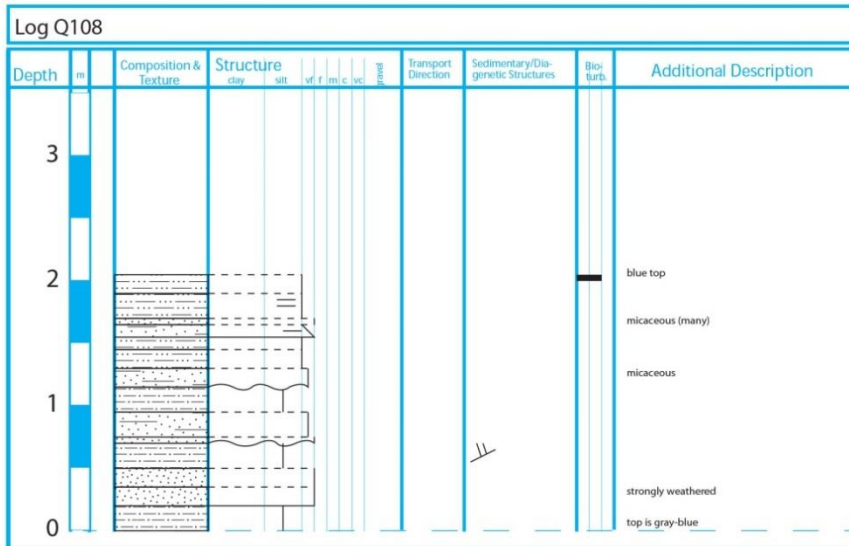 Log Q108
Depth
m
Composition &
Texture
Structure
clay
silt
vf f m c vc
gravel
Transport
Direction
Sedimentary/Dia-
genetic Structures
Bio-
turb.
Additional Description
3
2
blue top
micaceous (many)
micaceous
1
strongly weathered
top is gray-blue
0